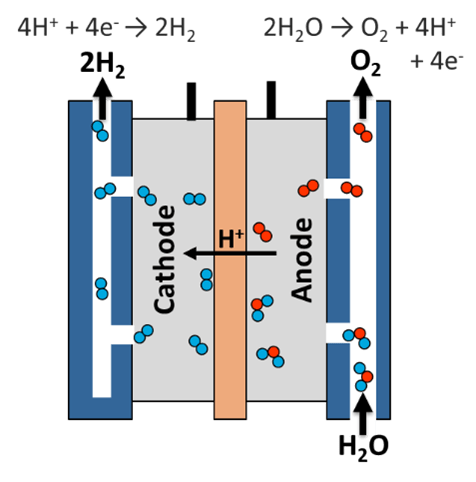 4H⁺ + 4e⁻ → 2H₂
2H₂O → O₂ + 4H⁺
+ 4e⁻
2H₂
O₂
H⁺
Cathode
Anode
H₂O